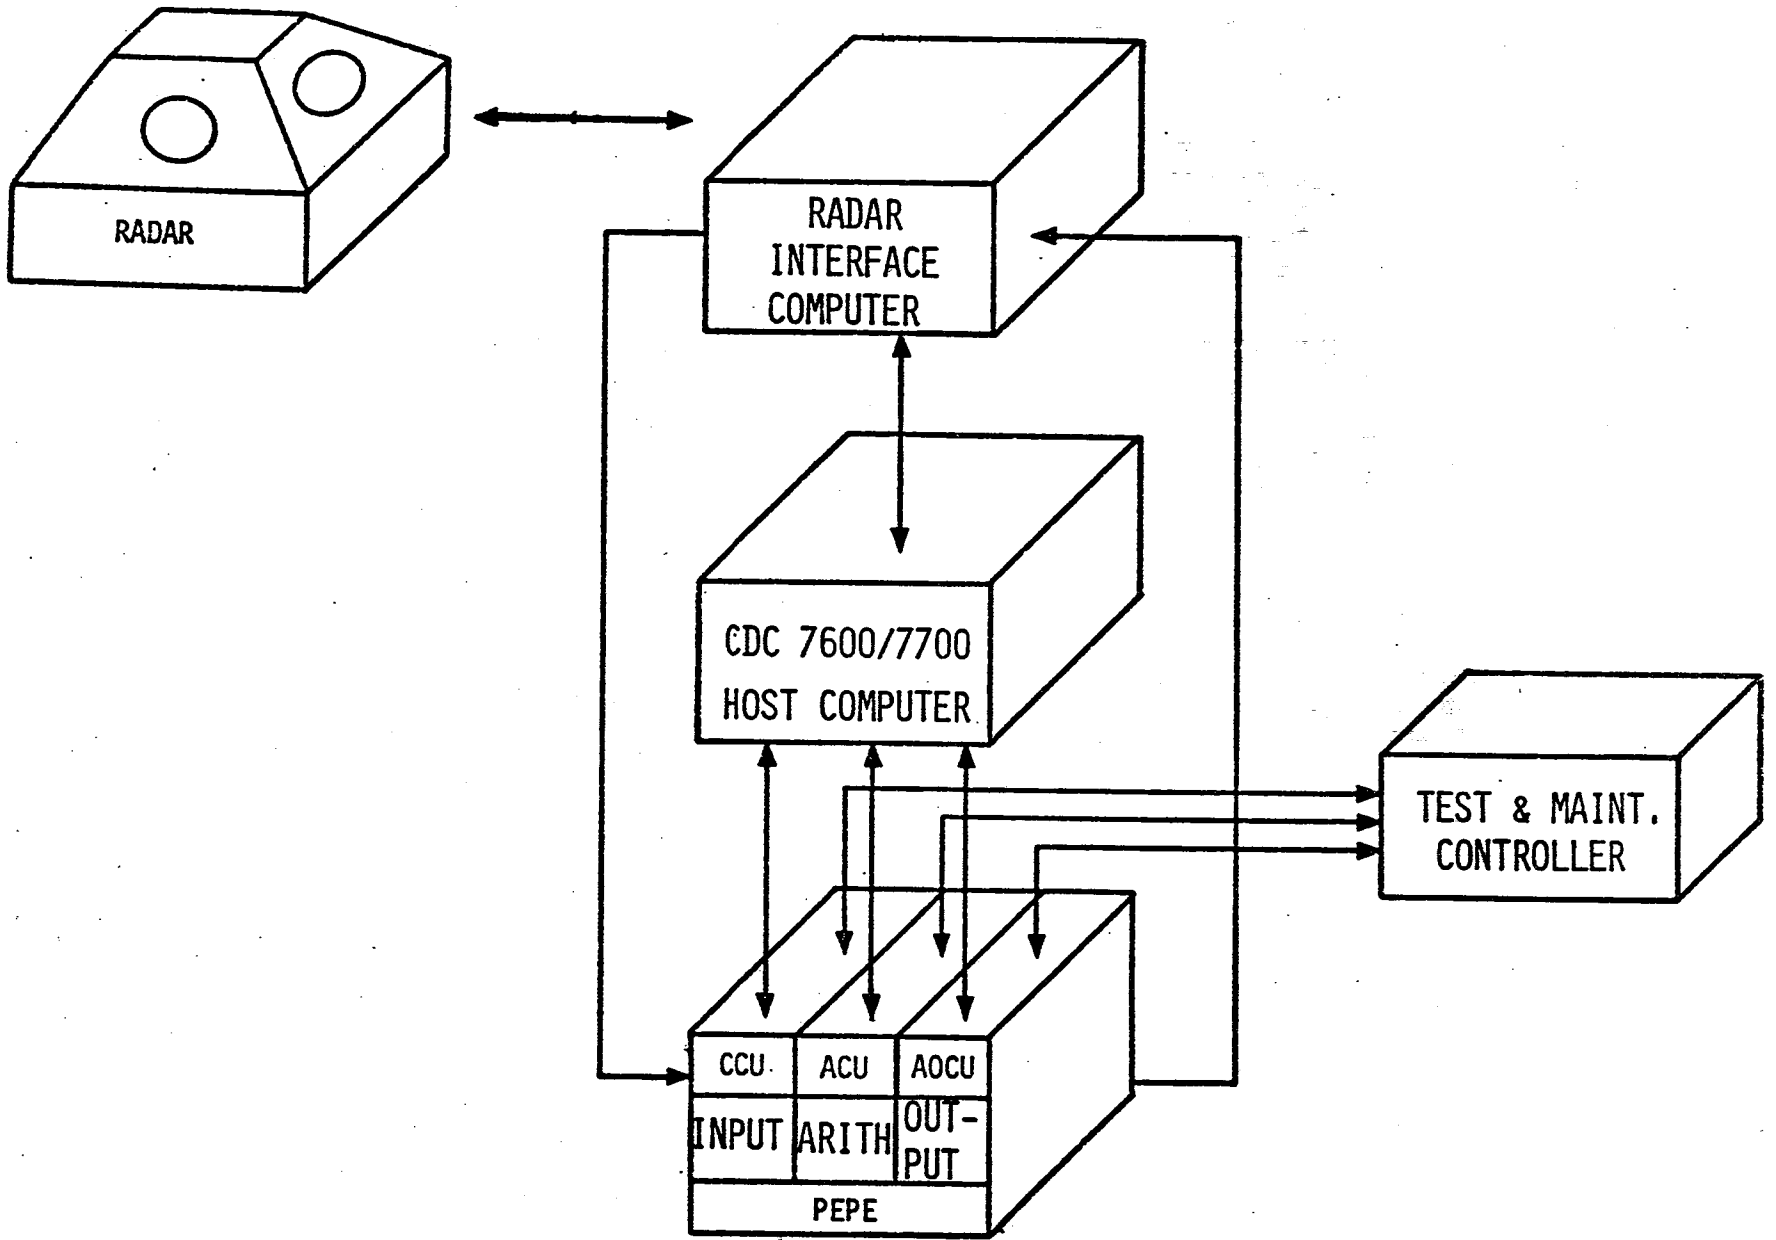 RADAR
RADAR
INTERFACE
COMPUTER
CDC 7600/7700
HOST COMPUTER
TEST & MAINT.
CONTROLLER
CCU
ACU
AOCU
INPUT
ARITH
OUT-
PUT
PEPE